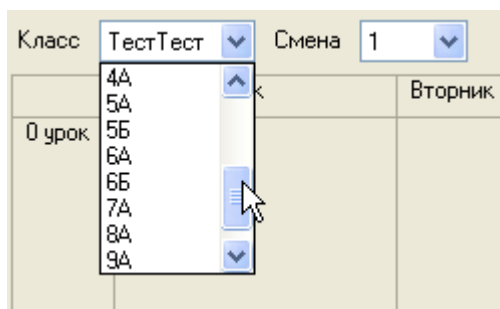 Класс ТестТест Смена 1
к Вторник
4А
5А
0 урок 5Б
6А
6Б
7А
8А
9А